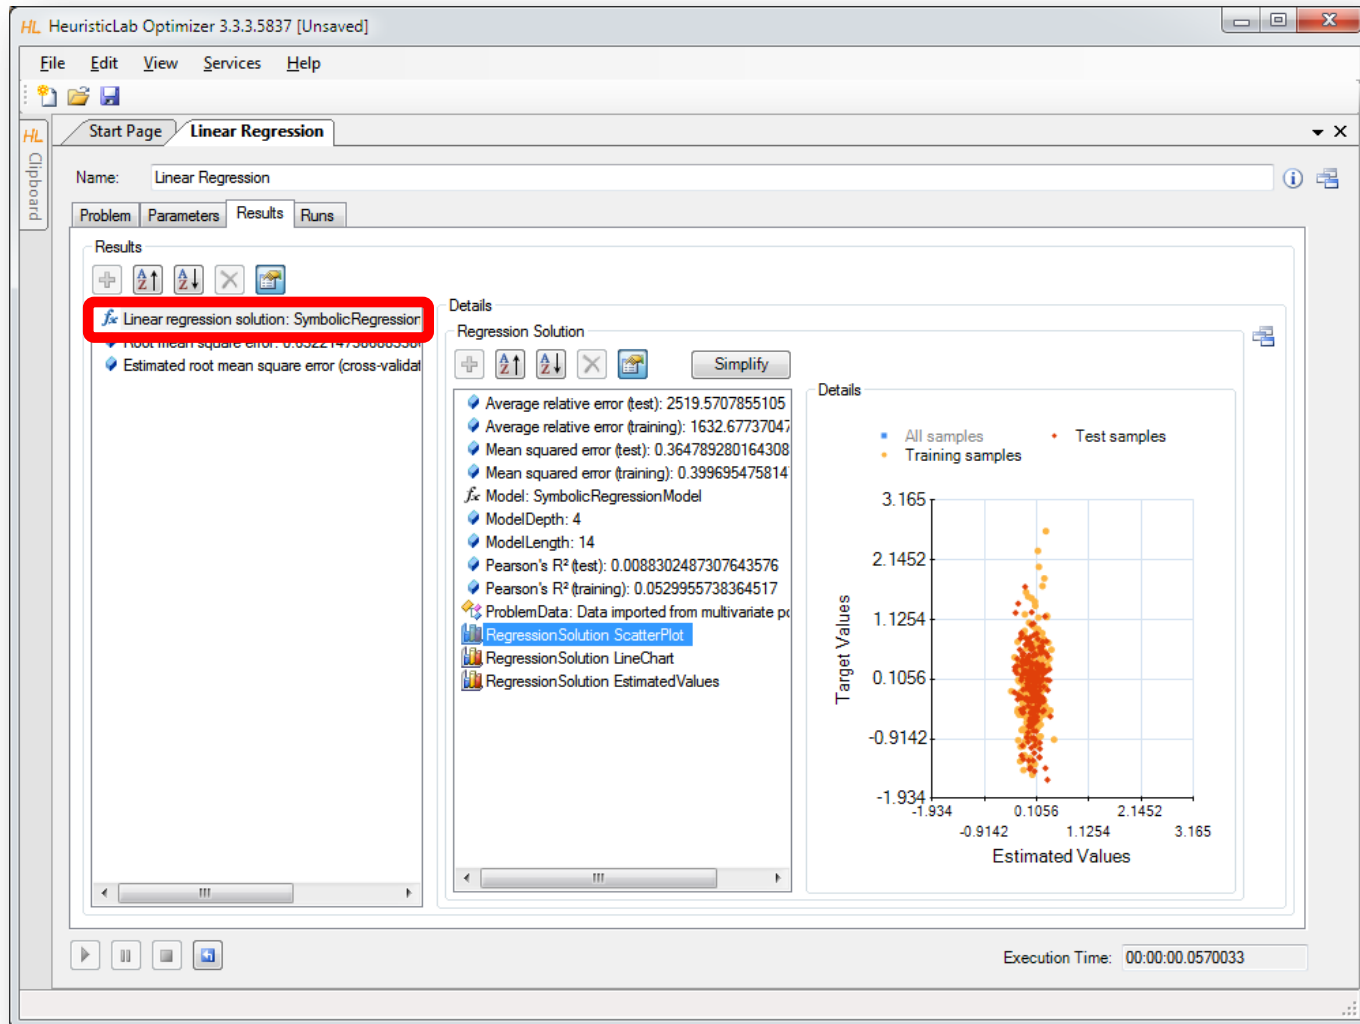 HL HeuristicLab Optimizer 3.3.3.5837 [Unsaved]
File Edit View Services Help
HL Clipboard
Start Page Linear Regression
Name: Linear Regression
Problem Parameters Results Runs
Results
Linear regression solution: SymbolicRegression
Root mean square error:
Estimated root mean square error (cross-validat
Details
Regression Solution
Simplify
Average relative error (test): 2519.5707855105
Average relative error (training): 1632.67737047
Mean squared error (test): 0.364789280164308
Mean squared error (training): 0.399695475814
Model: SymbolicRegressionModel
ModelDepth: 4
ModelLength: 14
Pearson's R² (test): 0.0088302487307643576
Pearson's R² (training): 0.0529955738364517
ProblemData: Data imported from multivariate po
RegressionSolution ScatterPlot
RegressionSolution LineChart
RegressionSolution EstimatedValues
Details
All samples Test samples
Training samples
3.165
2.1452
1.1254
0.1056
-0.9142
-1.934
Target Values
-1.934 0.1056 2.1452
-0.9142 1.1254 3.165
Estimated Values
Execution Time: 00:00:00.0570033